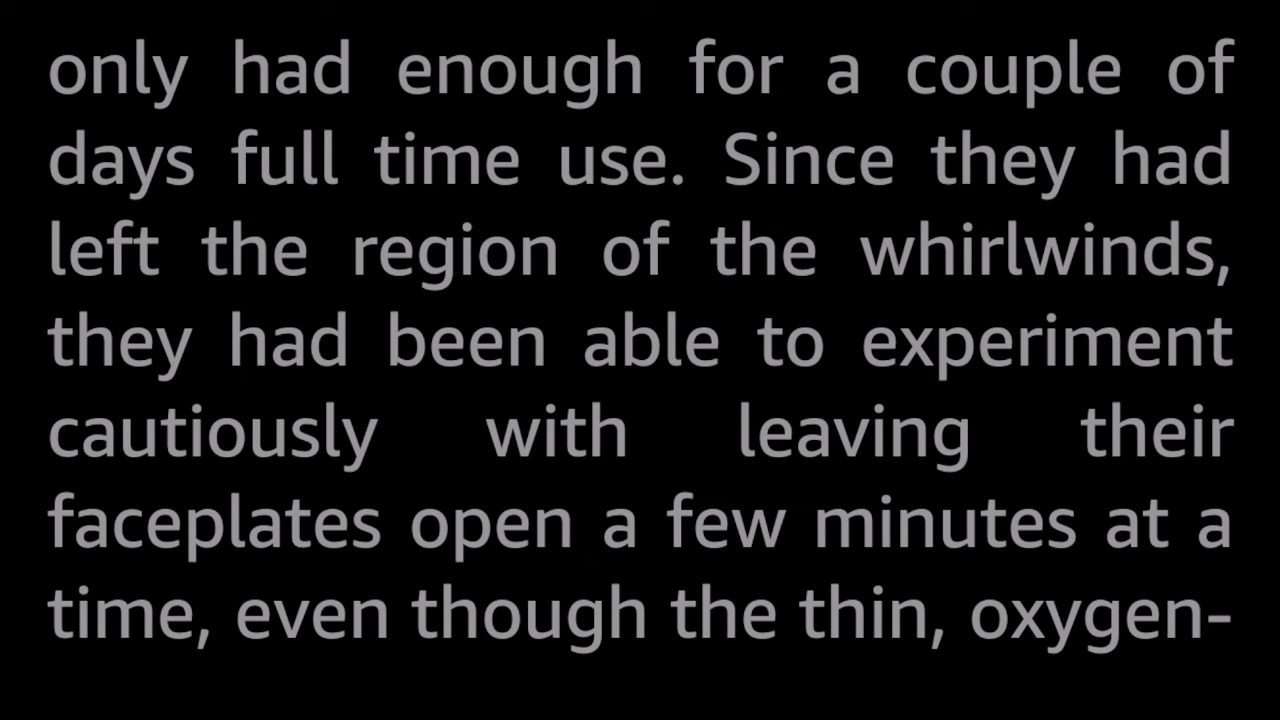 only had enough for a couple of
days full time use. Since they had
left the region of the whirlwinds,
they had been able to experiment
cautiously with leaving their
faceplates open a few minutes at a
time, even though the thin, oxygen-